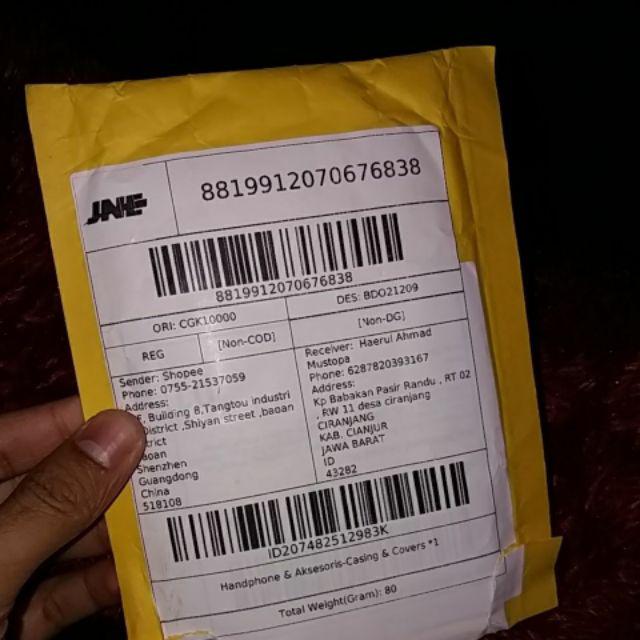 JNE
8819912070676838
8819912070676838
ORI: CGK10000
DES: BDO21209
REG
[Non-COD]
[Non-DG]
Sender: Shopee
Phone: 0755-21537059
Address:
Building 8,Tangtou industri
District ,Shiyan street ,baoan
Shenzhen
Guangdong
China
518108
Receiver: Haerul Ahmad
Mustopa
Phone: 6287820393167
Address:
Kp Babakan Pasir Randu , RT 02
, RW 11 desa ciranjang
CIRANJANG
KAB. CIANJUR
JAWA BARAT
ID
43282
ID207482512983K
Handphone & Aksesoris-Casing & Covers *1
Total Weight(Gram): 80